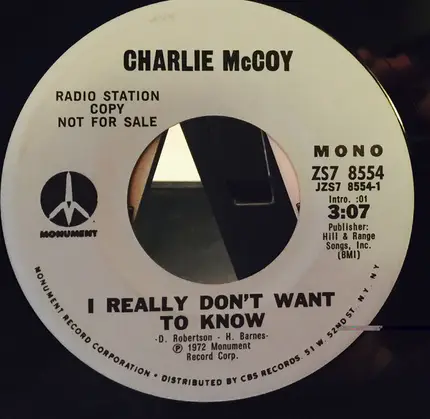 CHARLIE McCOY
RADIO STATION
COPY
NOT FOR SALE
MONO
ZS7 8554
JZS7 8554-1
Intro. :01
3:07
Publisher:
Hill & Range
Songs, Inc.
(BMI)
MONUMENT
I REALLY DON'T WANT
TO KNOW
-D. Robertson - H. Barnes-
℗ 1972 Monument
Record Corp.
MONUMENT RECORD CORPORATION • DISTRIBUTED BY CBS RECORDS 51 W. 52ND ST. N.Y. N.Y.